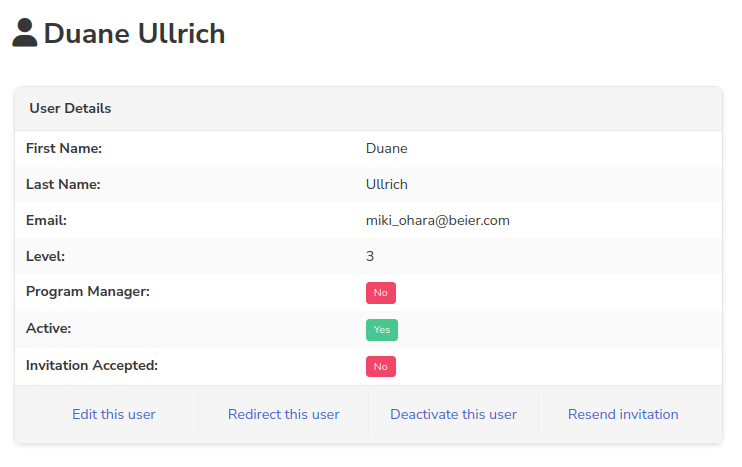 Duane Ullrich
User Details
First Name: Duane
Last Name: Ullrich
Email: miki_ohara@beier.com
Level: 3
Program Manager: No
Active: Yes
Invitation Accepted: No
Edit this user Redirect this user Deactivate this user Resend invitation